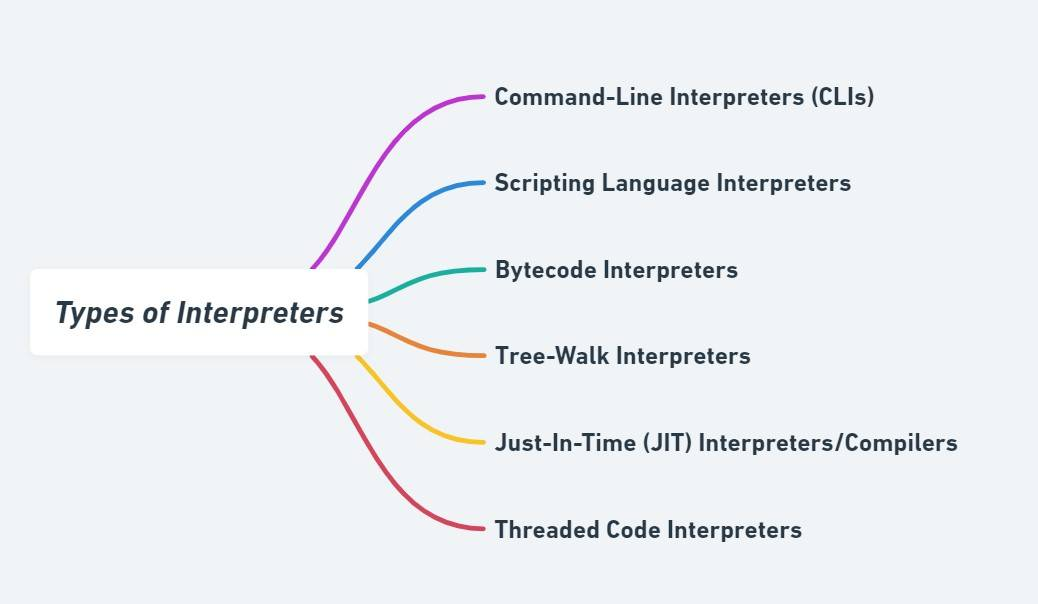 Command-Line Interpreters (CLIs)
Scripting Language Interpreters
Bytecode Interpreters
Types of Interpreters
Tree-Walk Interpreters
Just-In-Time (JIT) Interpreters/Compilers
Threaded Code Interpreters